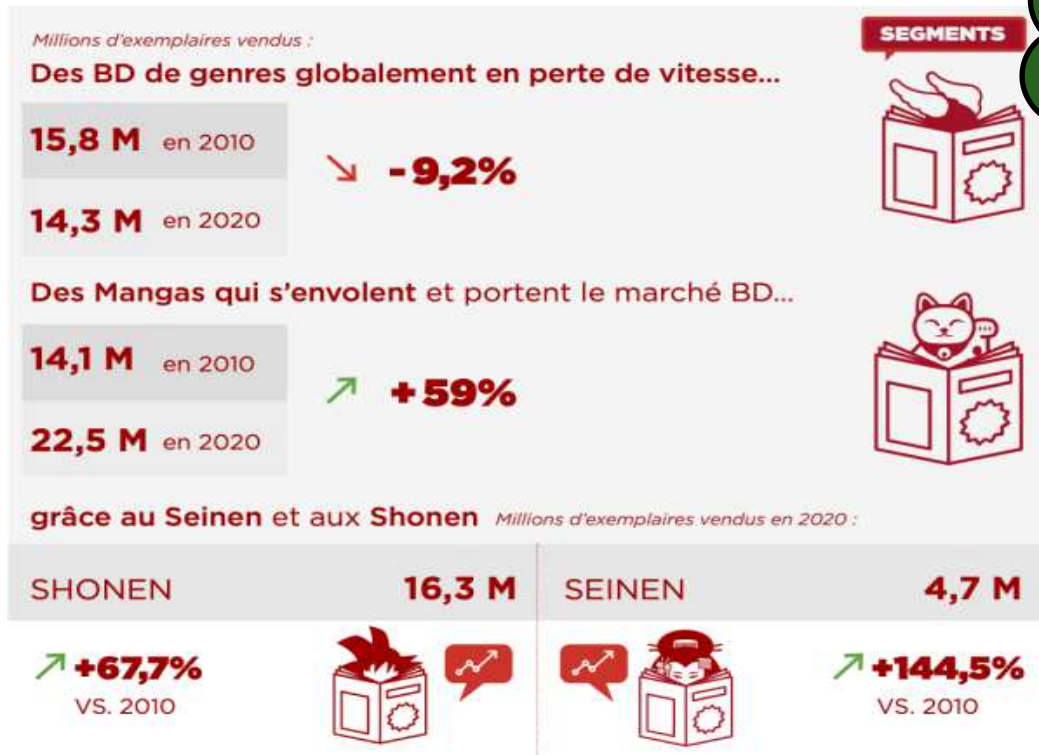 Millions d'exemplaires vendus :
SEGMENTS
Des BD de genres globalement en perte de vitesse...
15,8 M en 2010
- 9,2%
14,3 M en 2020
Des Mangas qui s'envolent et portent le marché BD...
14,1 M en 2010
+ 59%
22,5 M en 2020
grâce au Seinen et aux Shonen Millions d'exemplaires vendus en 2020 :
SHONEN 16,3 M
SEINEN 4,7 M
+67,7%
VS. 2010
+144,5%
VS. 2010